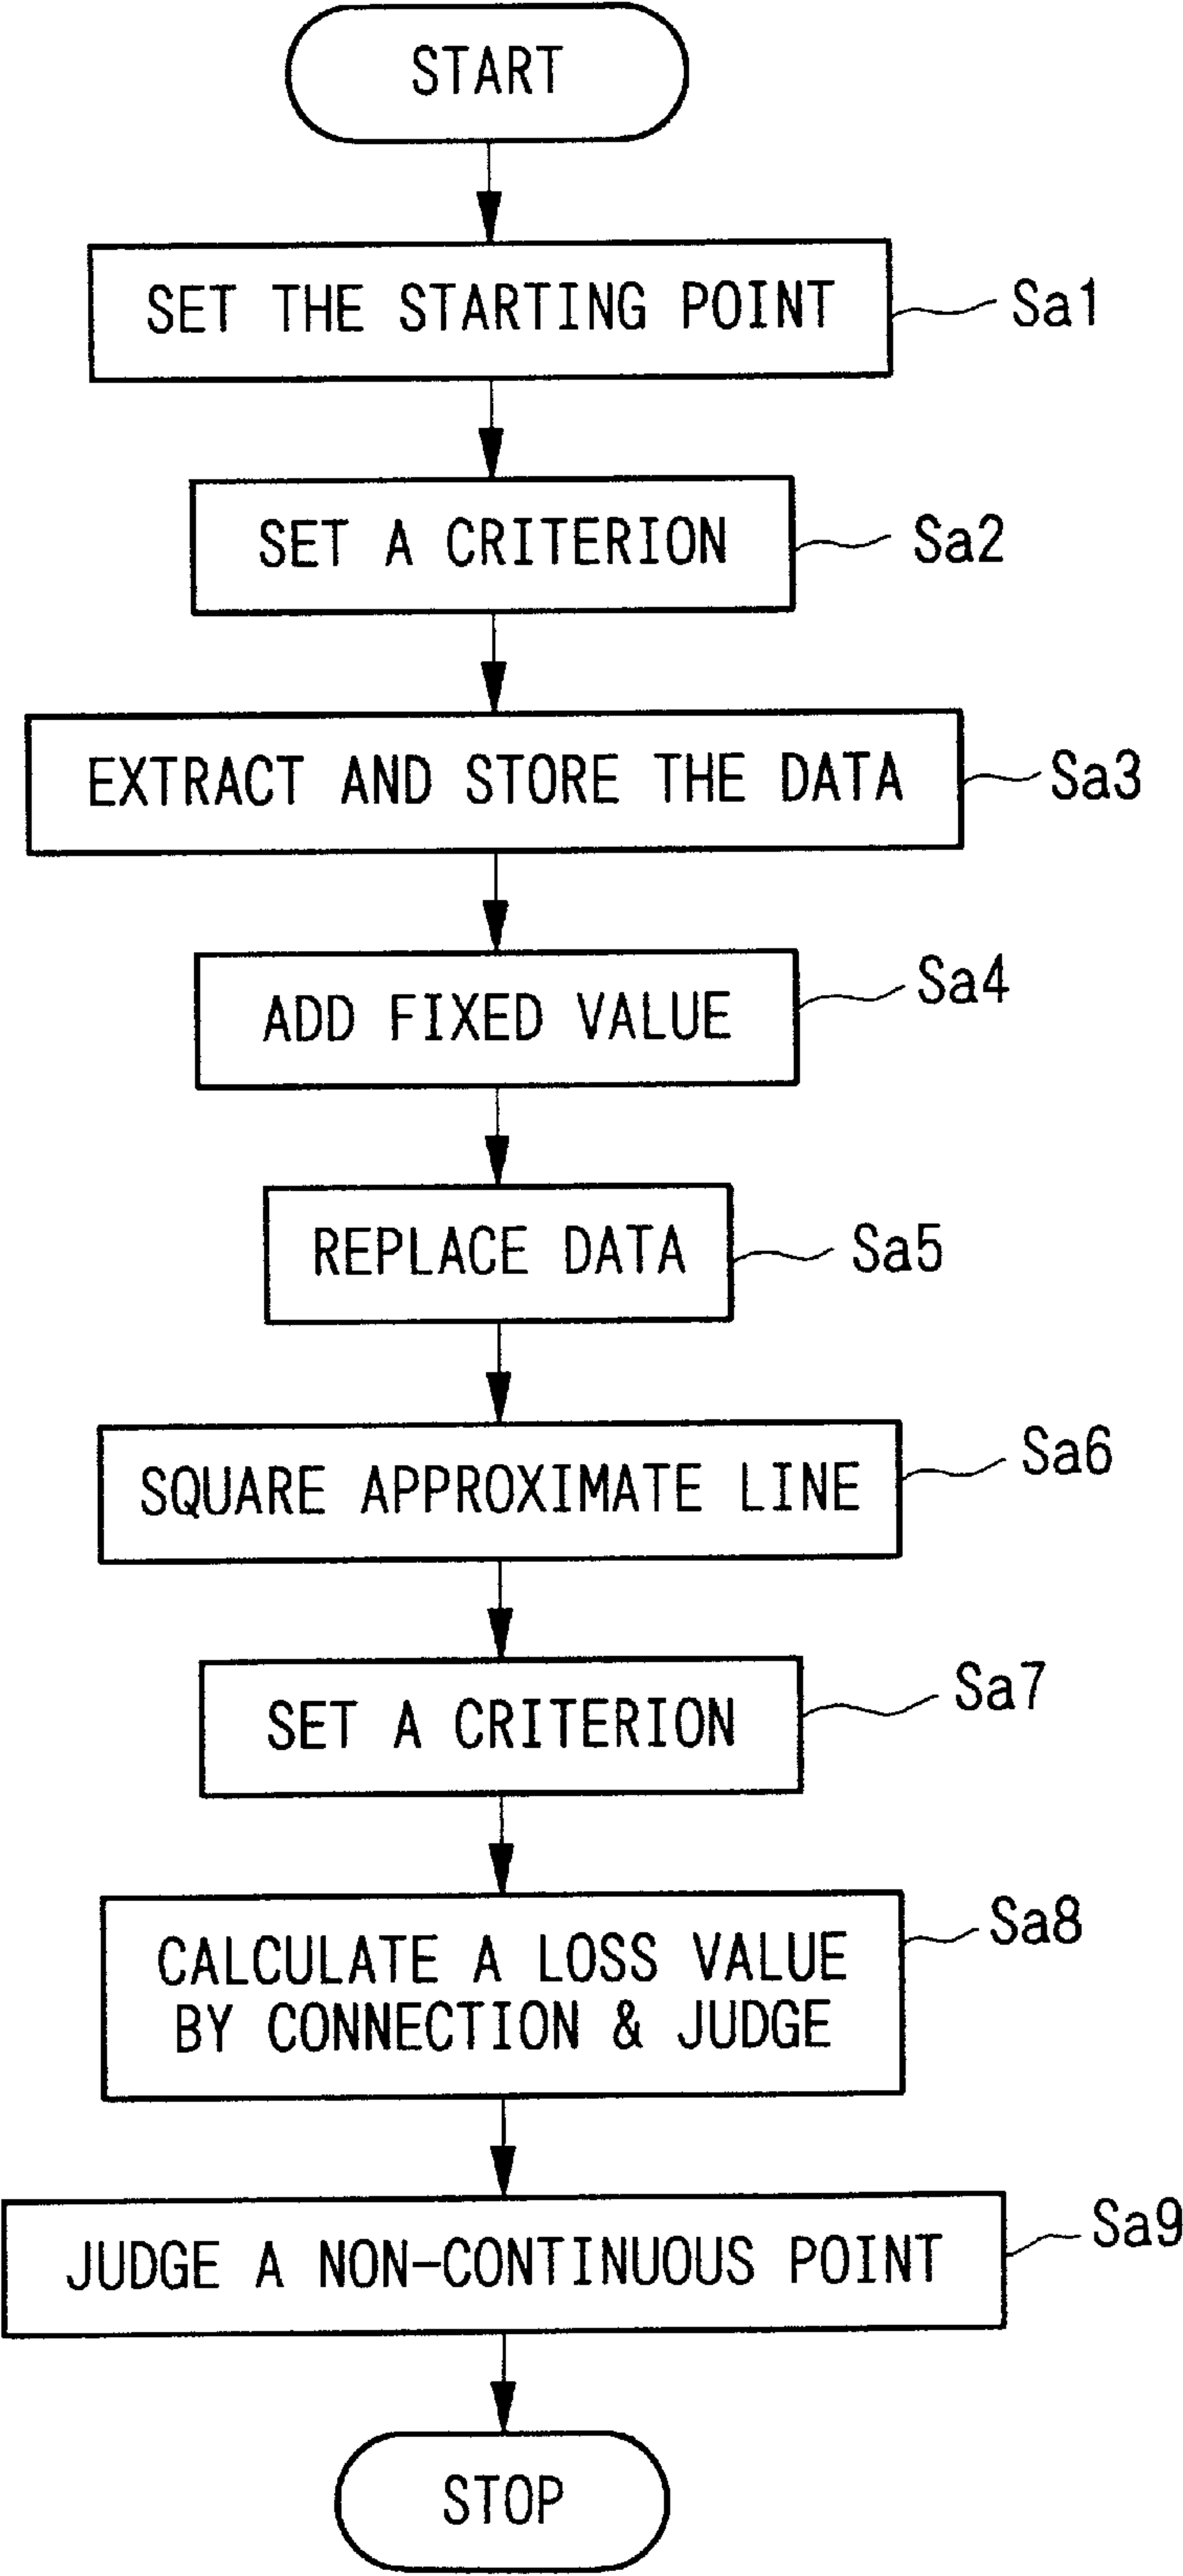 START
SET THE STARTING POINT
Sa1
SET A CRITERION
Sa2
EXTRACT AND STORE THE DATA
Sa3
ADD FIXED VALUE
Sa4
REPLACE DATA
Sa5
SQUARE APPROXIMATE LINE
Sa6
SET A CRITERION
Sa7
CALCULATE A LOSS VALUE
BY CONNECTION & JUDGE
Sa8
JUDGE A NON-CONTINUOUS POINT
Sa9
STOP